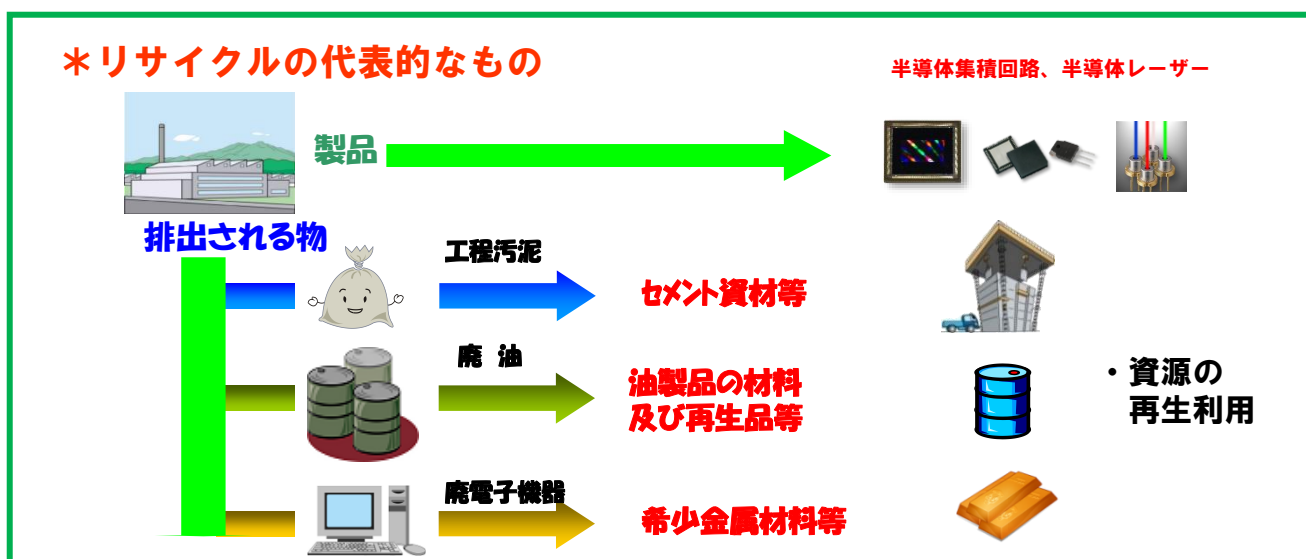 ＊リサイクルの代表的なもの
半導体集積回路、半導体レーザー
製品
排出される物
工程汚泥
セメント資材等
廃 油
油製品の材料
及び再生品等
・資源の
再生利用
廃電子機器
希少金属材料等